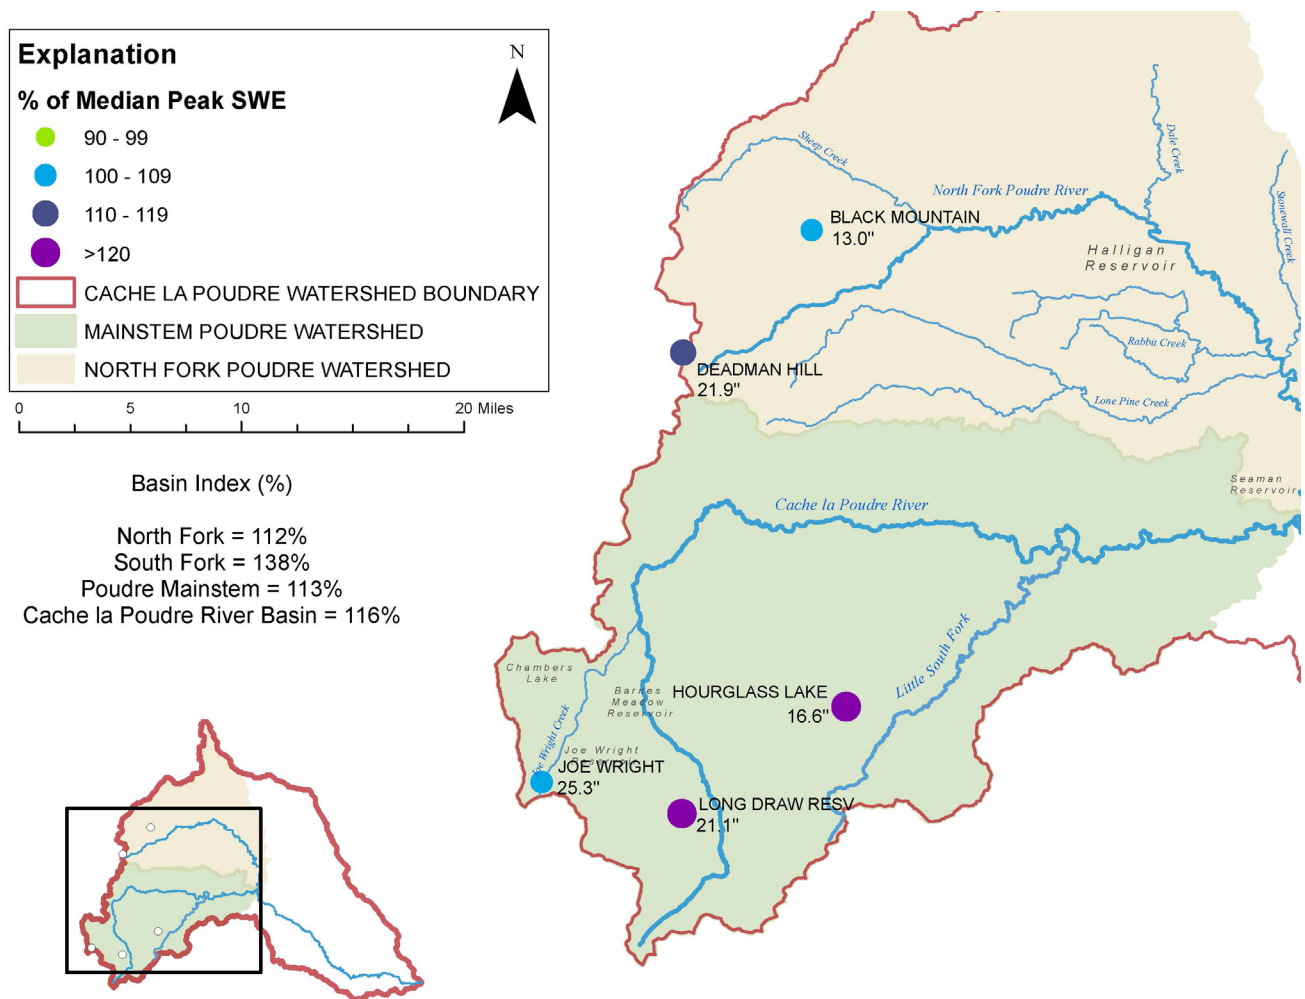 Explanation
% of Median Peak SWE
90 - 99
100 - 109
110 - 119
>120
CACHE LA POUDRE WATERSHED BOUNDARY
MAINSTEM POUDRE WATERSHED
NORTH FORK POUDRE WATERSHED
N
0 5 10 20 Miles
Basin Index (%)
North Fork = 112%
South Fork = 138%
Poudre Mainstem = 113%
Cache la Poudre River Basin = 116%
Sheep Creek
Dale Creek
North Fork Poudre River
Stonewall Creek
BLACK MOUNTAIN
13.0"
Halligan
Reservoir
Rabbit Creek
DEADMAN HILL
21.9"
Lone Pine Creek
Seaman
Reservoir
Cache la Poudre River
Little South Fork
Chambers
Lake
Barnes
Meadow
Reservoir
HOURGLASS LAKE
16.6"
Joe Wright Creek
Joe Wright
Reservoir
JOE WRIGHT
25.3"
LONG DRAW RESV
21.1"